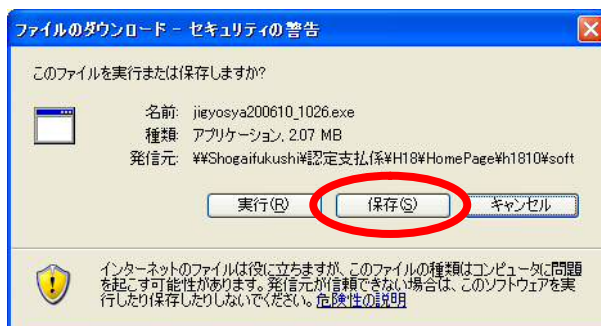 ファイルのダウンロード - セキュリティの警告
このファイルを実行または保存しますか?
名前: jigyosya200610_1026.exe
種類: アプリケーション, 2.07 MB
発信元: ¥¥Shogaifukushi¥認定支払係¥H18¥HomePage¥h1810¥soft
実行(R) 保存(S) キャンセル
インターネットのファイルは役に立ちますが、このファイルの種類はコンピュータに問題
を起こす可能性があります。発信元が信頼できない場合は、このソフトウェアを実
行したり保存したりしないでください。危険性の説明